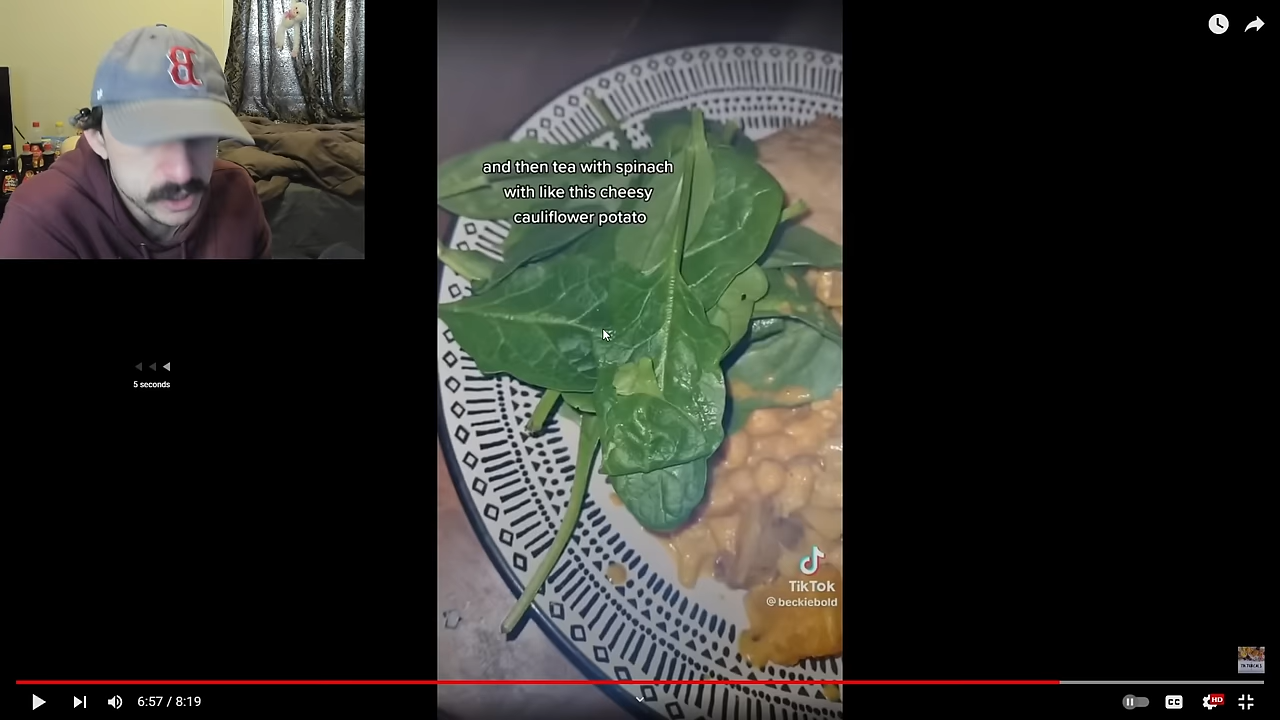 B
and then tea with spinach
with like this cheesy
cauliflower potato
5 seconds
TikTok
@beckiebold
6:57 / 8:19
CC
HD